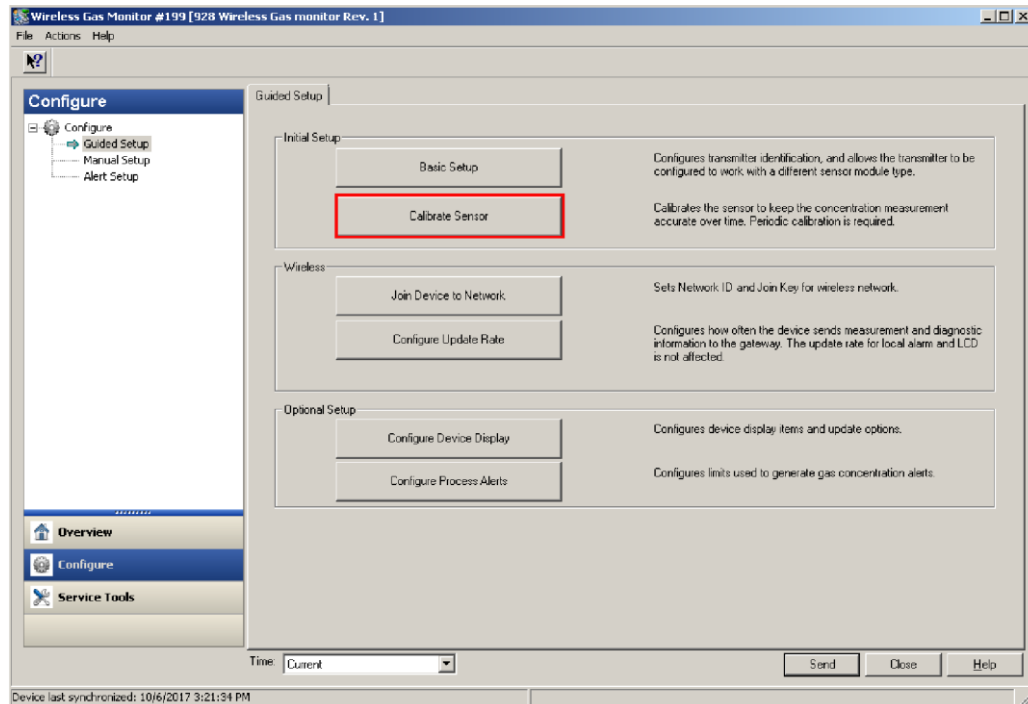 Wireless Gas Monitor #199 [928 Wireless Gas monitor Rev. 1]
File Actions Help
Configure
Configure
Guided Setup
Manual Setup
Alert Setup
Overview
Configure
Service Tools
Guided Setup
Initial Setup
Basic Setup
Configures transmitter identification, and allows the transmitter to be
configured to work with a different sensor module type.
Calibrate Sensor
Calibrates the sensor to keep the concentration measurement
accurate over time. Periodic calibration is required.
Wireless
Join Device to Network
Sets Network ID and Join Key for wireless network.
Configure Update Rate
Configures how often the device sends measurement and diagnostic
information to the gateway. The update rate for local alarm and LCD
is not affected.
Optional Setup
Configure Device Display
Configures device display items and update options.
Configure Process Alerts
Configures limits used to generate gas concentration alerts.
Time: Current
Send Close Help
Device last synchronized: 10/6/2017 3:21:34 PM